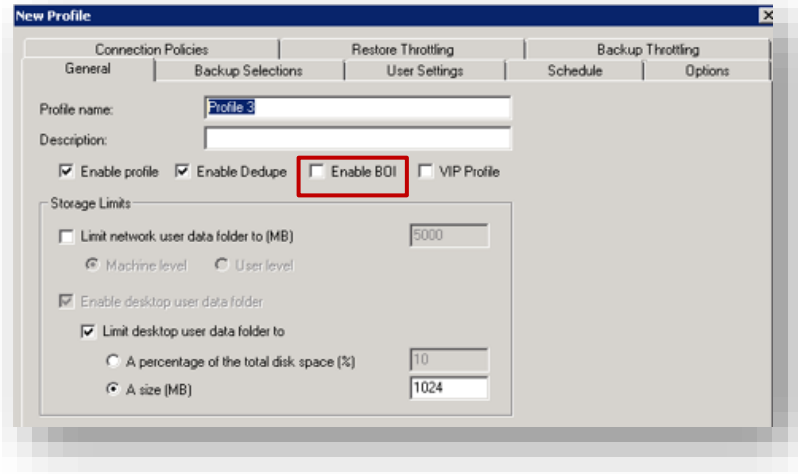 New Profile
Connection Policies Restore Throttling Backup Throttling
General Backup Selections User Settings Schedule Options
Profile name: Profile 3
Description:
Enable profile Enable Dedupe Enable BOI VIP Profile
Storage Limits
Limit network user data folder to (MB) 5000
Machine level User level
Enable desktop user data folder
Limit desktop user data folder to
A percentage of the total disk space (%) 10
A size (MB) 1024